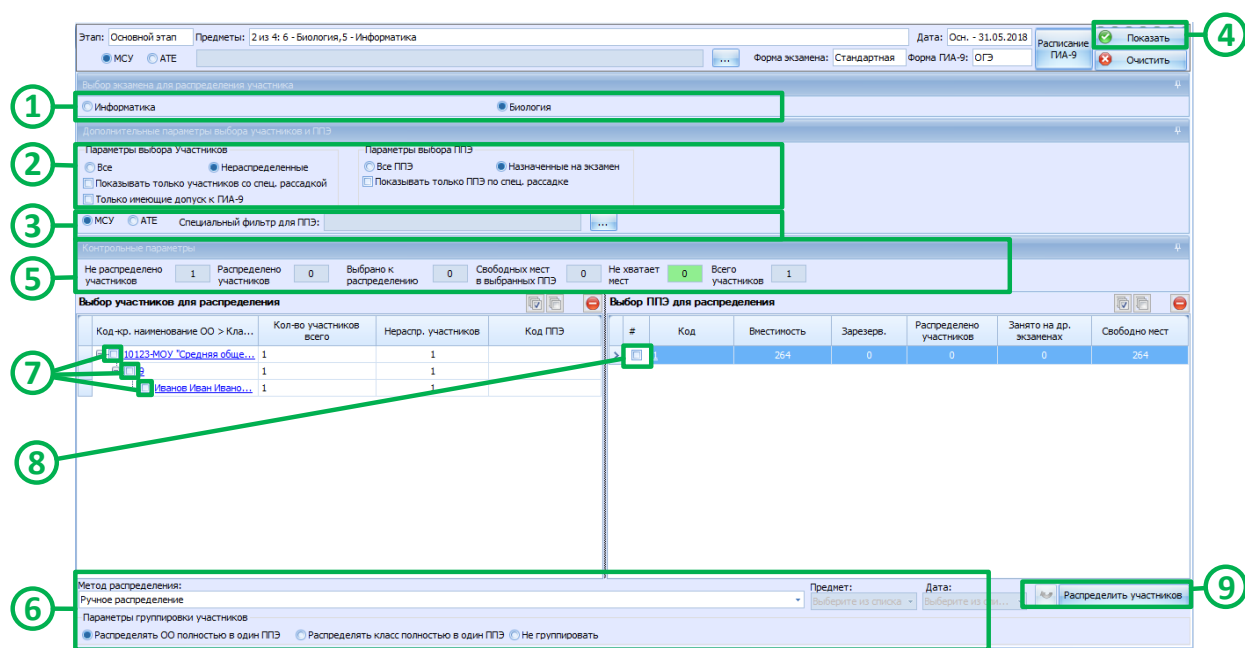 Этап: Основной этап Предметы: 2 из 4: 6 - Биология,5 - Информатика Дата: Осн. - 31.05.2018 Расписание ГИА-9 Показать
4
МСУ АТЕ ... Форма экзамена: Стандартная Форма ГИА-9: ОГЭ Очистить
Выбор экзамена для распределения участника
1
Информатика Биология
Дополнительные параметры выбора участников и ППЭ
2
Параметры выбора Участников Параметры выбора ППЭ
Все Нераспределенные Все ППЭ Назначенные на экзамен
Показывать только участников со спец. рассадкой Показывать только ППЭ по спец. рассадке
Только имеющие допуск к ГИА-9
3
МСУ АТЕ Специальный фильтр для ППЭ: ...
Контрольные параметры
5
Не распределено участников 1 Распределено участников 0 Выбрано к распределению 0 Свободных мест в выбранных ППЭ 0 Не хватает мест 0 Всего участников 1
Выбор участников для распределения Выбор ППЭ для распределения
Код-кр. наименование ОО > Кла... Кол-во участников всего Нераспр. участников Код ППЭ # Код Вместимость Зарезерв. Распределено участников Занято на др. экзаменах Свободно мест
10123-МОУ "Средняя обще... 1 1 1 264 0 0 0 264
7
9 1 1
Иванов Иван Ивано... 1 1
8
Метод распределения: Предмет: Дата:
6
Ручное распределение Выберите из списка Выберите из спи... Распределить участников
9
Параметры группировки участников
Распределять ОО полностью в один ППЭ Распределять класс полностью в один ППЭ Не группировать